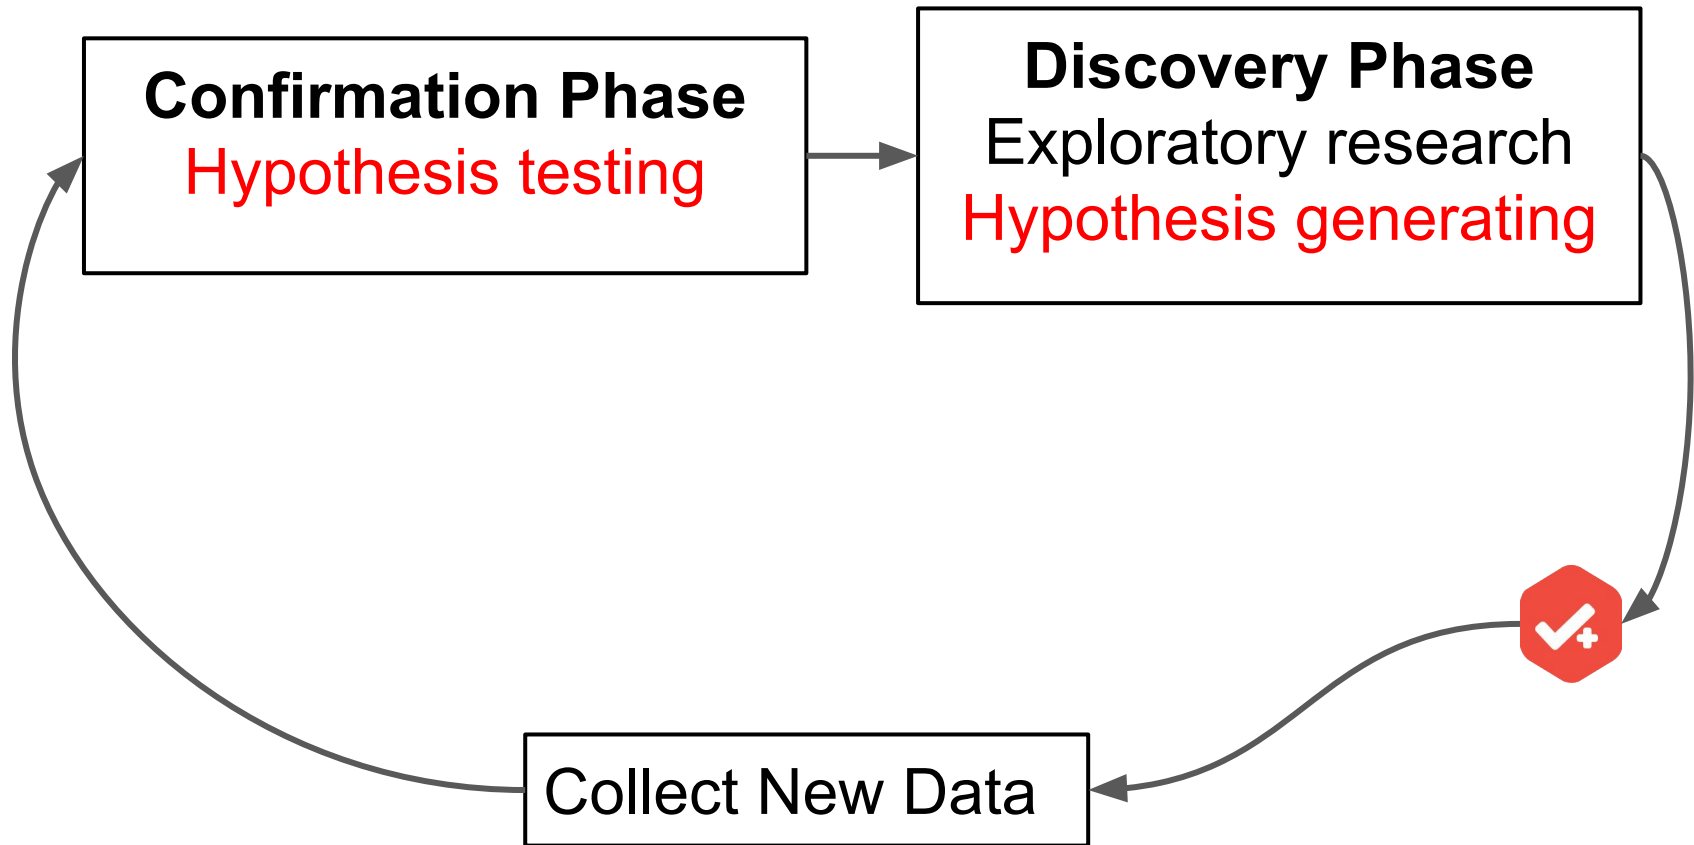 Confirmation Phase
Hypothesis testing
Discovery Phase
Exploratory research
Hypothesis generating
Collect New Data